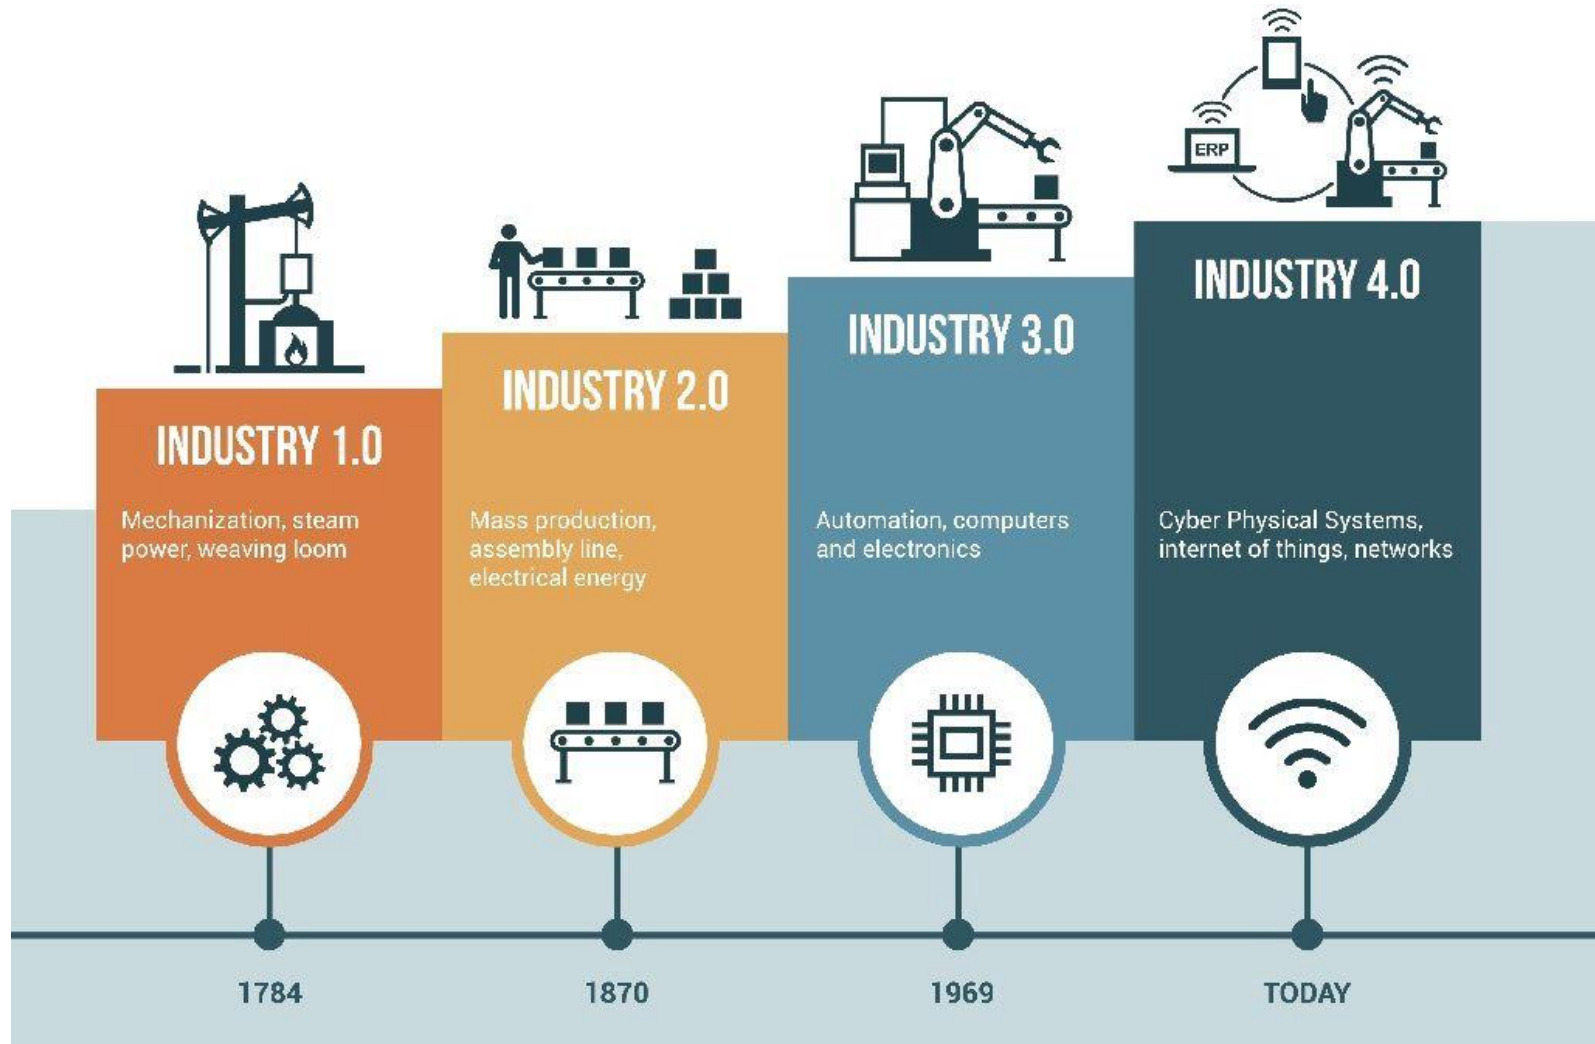 ERP
INDUSTRY 1.0
Mechanization, steam
power, weaving loom
INDUSTRY 2.0
Mass production,
assembly line,
electrical energy
INDUSTRY 3.0
Automation, computers
and electronics
INDUSTRY 4.0
Cyber Physical Systems,
internet of things, networks
1784
1870
1969
TODAY